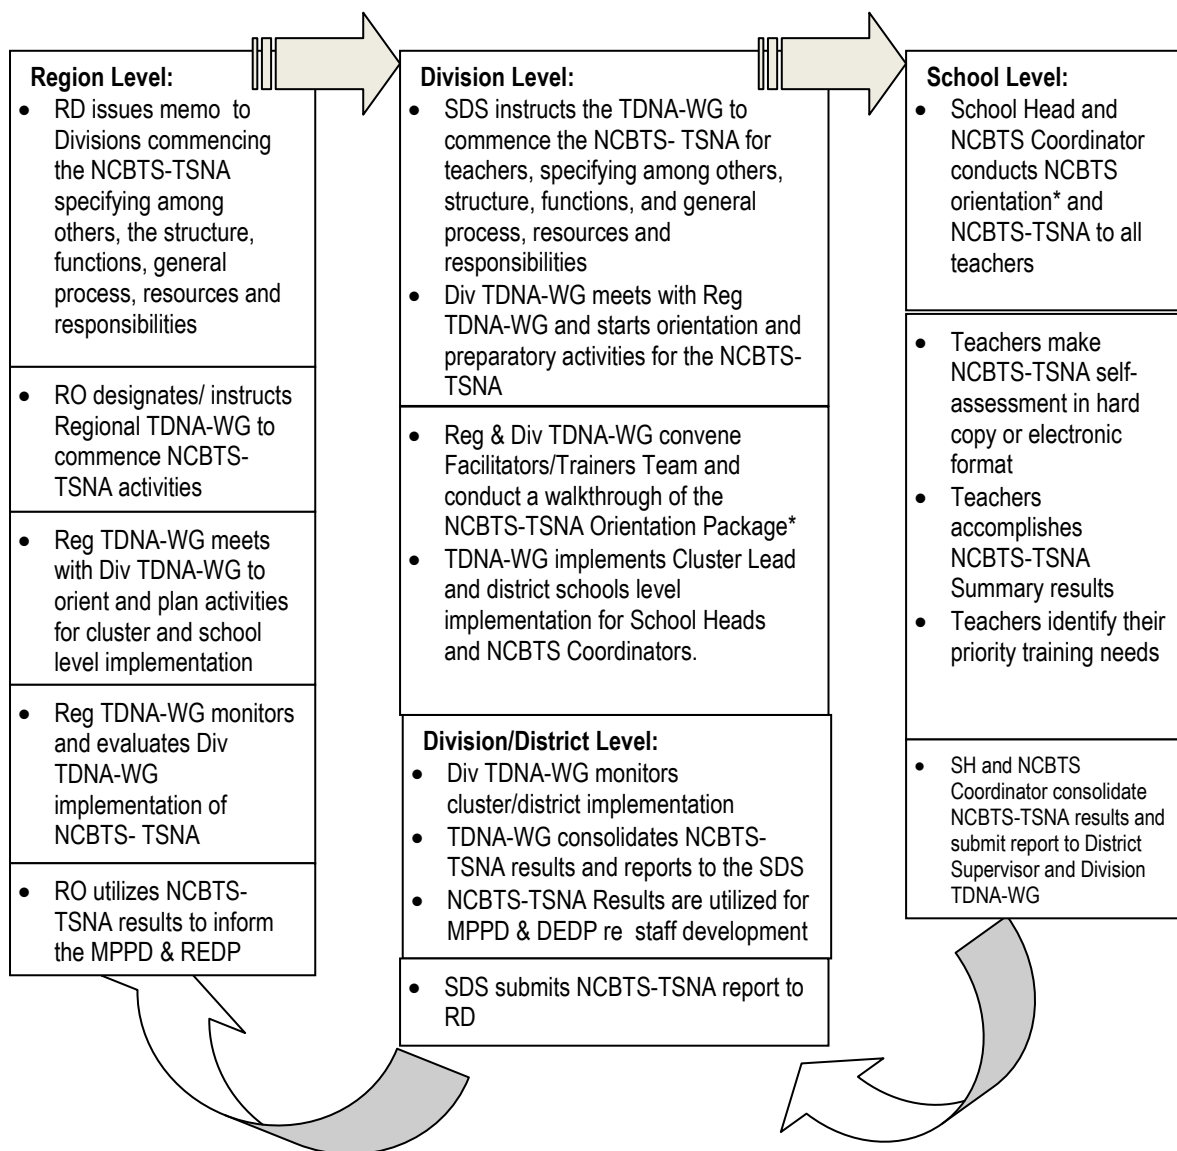 Region Level:
• RD issues memo to
Divisions commencing
the NCBTS-TSNA
specifying among
others, the structure,
functions, general
process, resources and
responsibilities
• RO designates/ instructs
Regional TDNA-WG to
commence NCBTS-
TSNA activities
• Reg TDNA-WG meets
with Div TDNA-WG to
orient and plan activities
for cluster and school
level implementation
• Reg TDNA-WG monitors
and evaluates Div
TDNA-WG
implementation of
NCBTS- TSNA
• RO utilizes NCBTS-
TSNA results to inform
the MPPD & REDP
Division Level:
• SDS instructs the TDNA-WG to
commence the NCBTS- TSNA for
teachers, specifying among others,
structure, functions, and general
process, resources and
responsibilities
• Div TDNA-WG meets with Reg
TDNA-WG and starts orientation and
preparatory activities for the NCBTS-
TSNA
• Reg & Div TDNA-WG convene
Facilitators/Trainers Team and
conduct a walkthrough of the
NCBTS-TSNA Orientation Package*
• TDNA-WG implements Cluster Lead
and district schools level
implementation for School Heads
and NCBTS Coordinators.
Division/District Level:
• Div TDNA-WG monitors
cluster/district implementation
• TDNA-WG consolidates NCBTS-
TSNA results and reports to the SDS
• NCBTS-TSNA Results are utilized for
MPPD & DEDP re staff development
• SDS submits NCBTS-TSNA report to
RD
School Level:
• School Head and
NCBTS Coordinator
conducts NCBTS
orientation* and
NCBTS-TSNA to all
teachers
• Teachers make
NCBTS-TSNA self-
assessment in hard
copy or electronic
format
• Teachers
accomplishes
NCBTS-TSNA
Summary results
• Teachers identify their
priority training needs
• SH and NCBTS
Coordinator consolidate
NCBTS-TSNA results and
submit report to District
Supervisor and Division
TDNA-WG